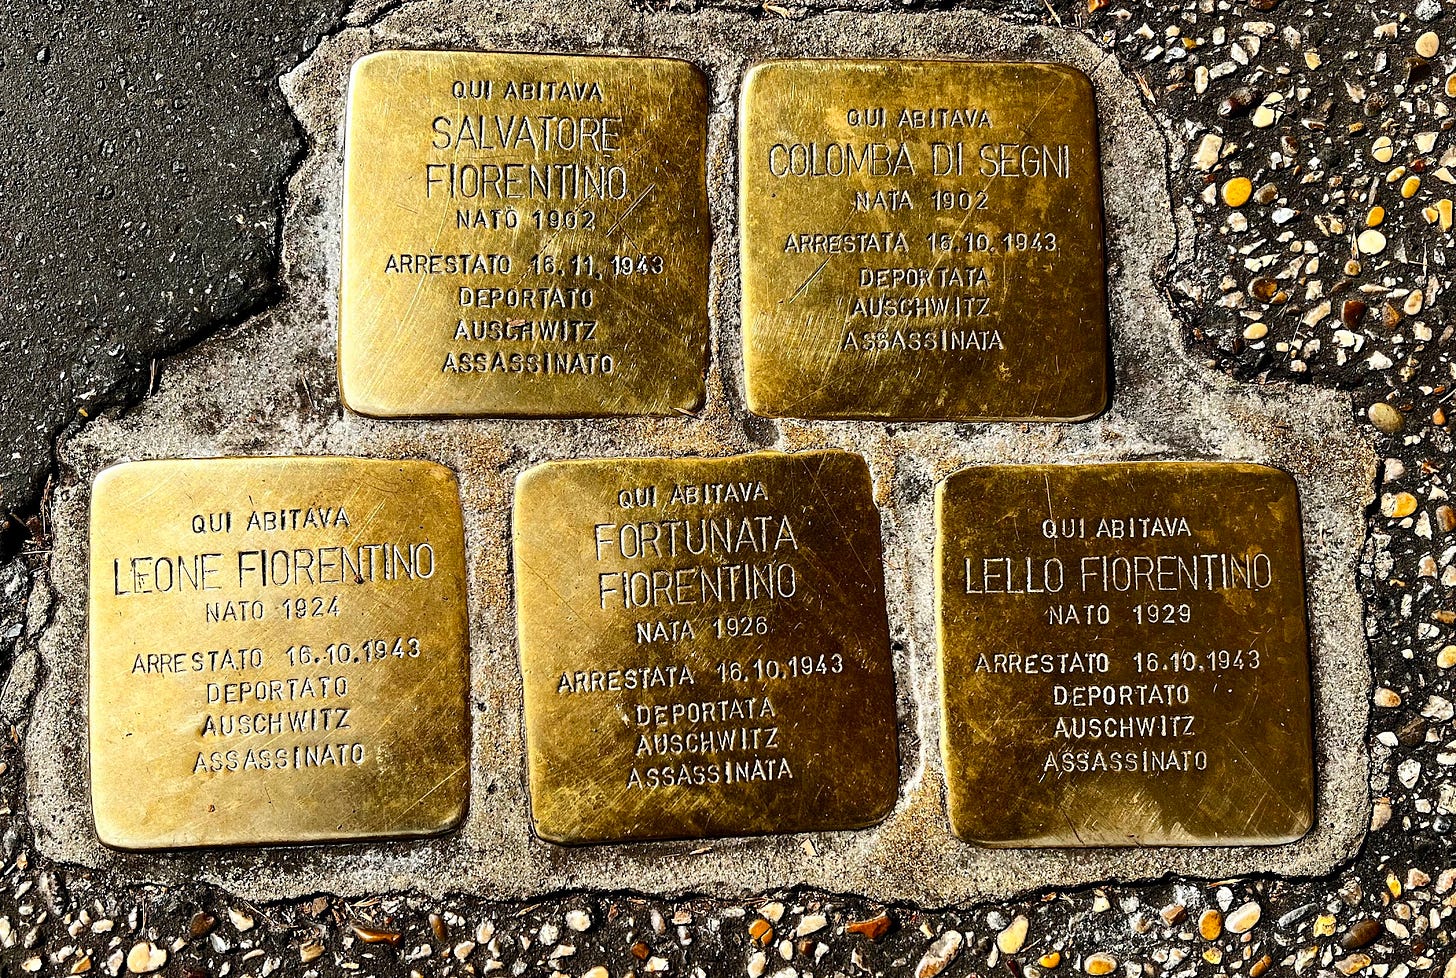 QUI ABITAVA
SALVATORE
FIORENTINO
NATO 1902
ARRESTATO 16.11.1943
DEPORTATO
AUSCHWITZ
ASSASSINATO
QUI ABITAVA
COLOMBA DI SEGNI
NATA 1902
ARRESTATA 16.10.1943
DEPORTATA
AUSCHWITZ
ASSASSINATA
QUI ABITAVA
LEONE FIORENTINO
NATO 1924
ARRESTATO 16.10.1943
DEPORTATO
AUSCHWITZ
ASSASSINATO
QUI ABITAVA
FORTUNATA
FIORENTINO
NATA 1926
ARRESTATA 16.10.1943
DEPORTATA
AUSCHWITZ
ASSASSINATA
QUI ABITAVA
LELLO FIORENTINO
NATO 1929
ARRESTATO 16.10.1943
DEPORTATO
AUSCHWITZ
ASSASSINATO